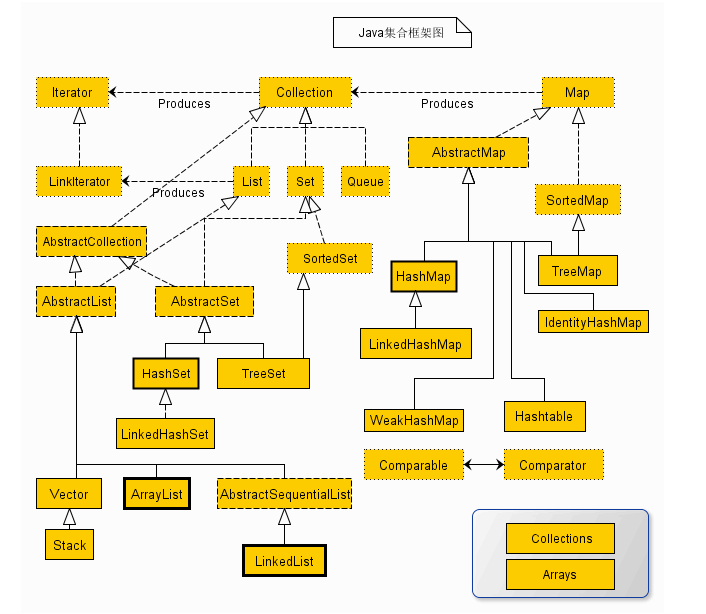 Java集合框架图
Iterator
Collection
Map
Produces
Produces
AbstractMap
LinkIterator
List
Set
Queue
Produces
SortedMap
AbstractCollection
SortedSet
TreeMap
HashMap
AbstractList
AbstractSet
IdentityHashMap
LinkedHashMap
HashSet
TreeSet
WeakHashMap
Hashtable
LinkedHashSet
Comparable
Comparator
Vector
ArrayList
AbstractSequentialList
Stack
LinkedList
Collections
Arrays